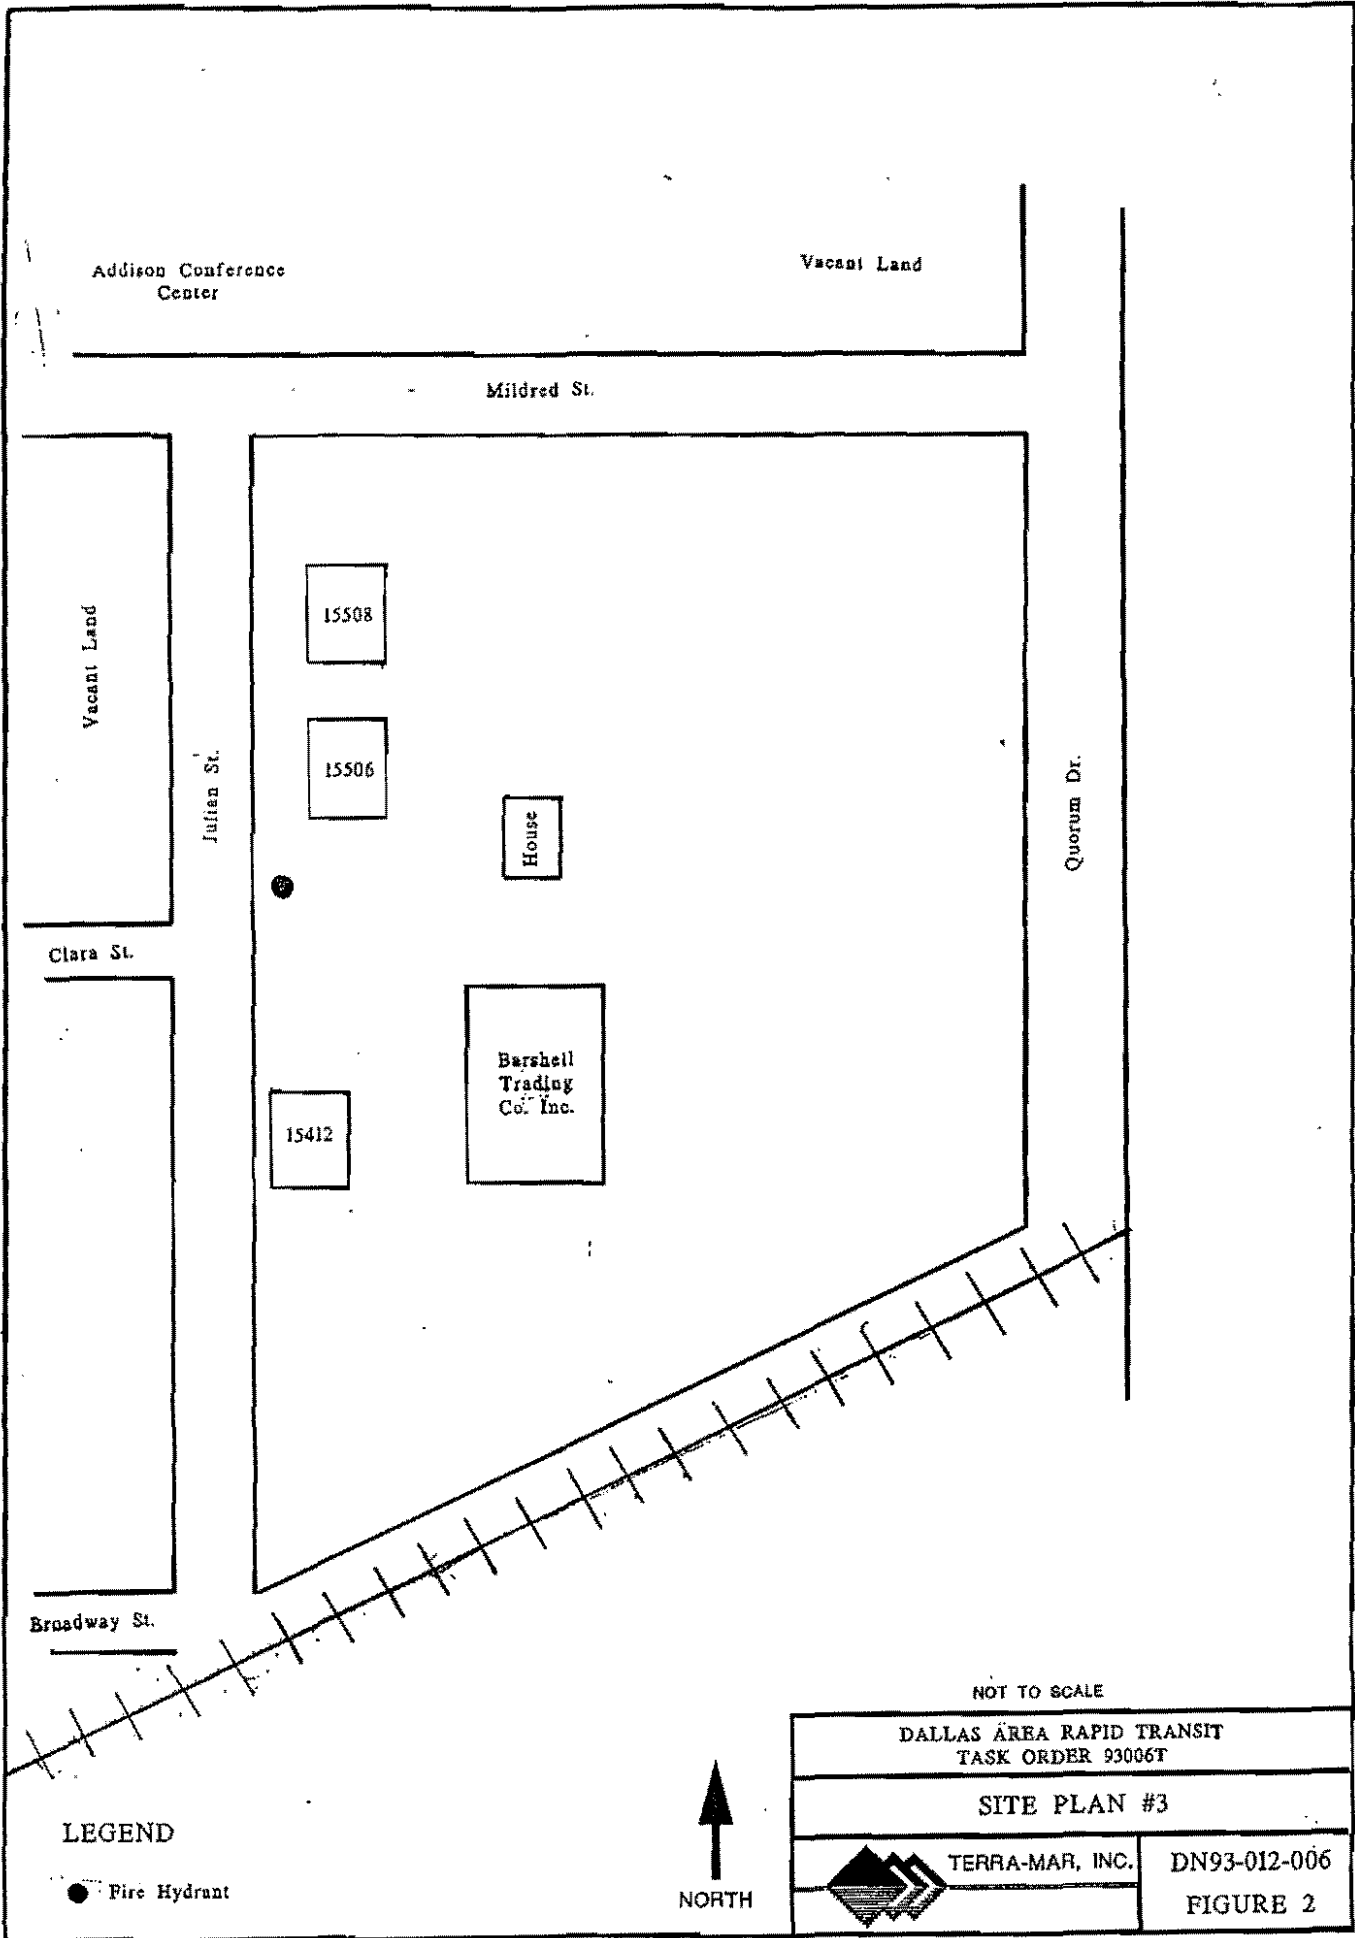 Addison Conference
Center
Vacant Land
Mildred St.
Vacant Land
Julian St.
15508
15506
House
Quorum Dr.
Clara St.
Barshell
Trading
Co. Inc.
15412
Broadway St.
NOT TO SCALE
DALLAS AREA RAPID TRANSIT
TASK ORDER 93006T
SITE PLAN #3
TERRA-MAR, INC.
DN93-012-006
FIGURE 2
LEGEND
Fire Hydrant
NORTH